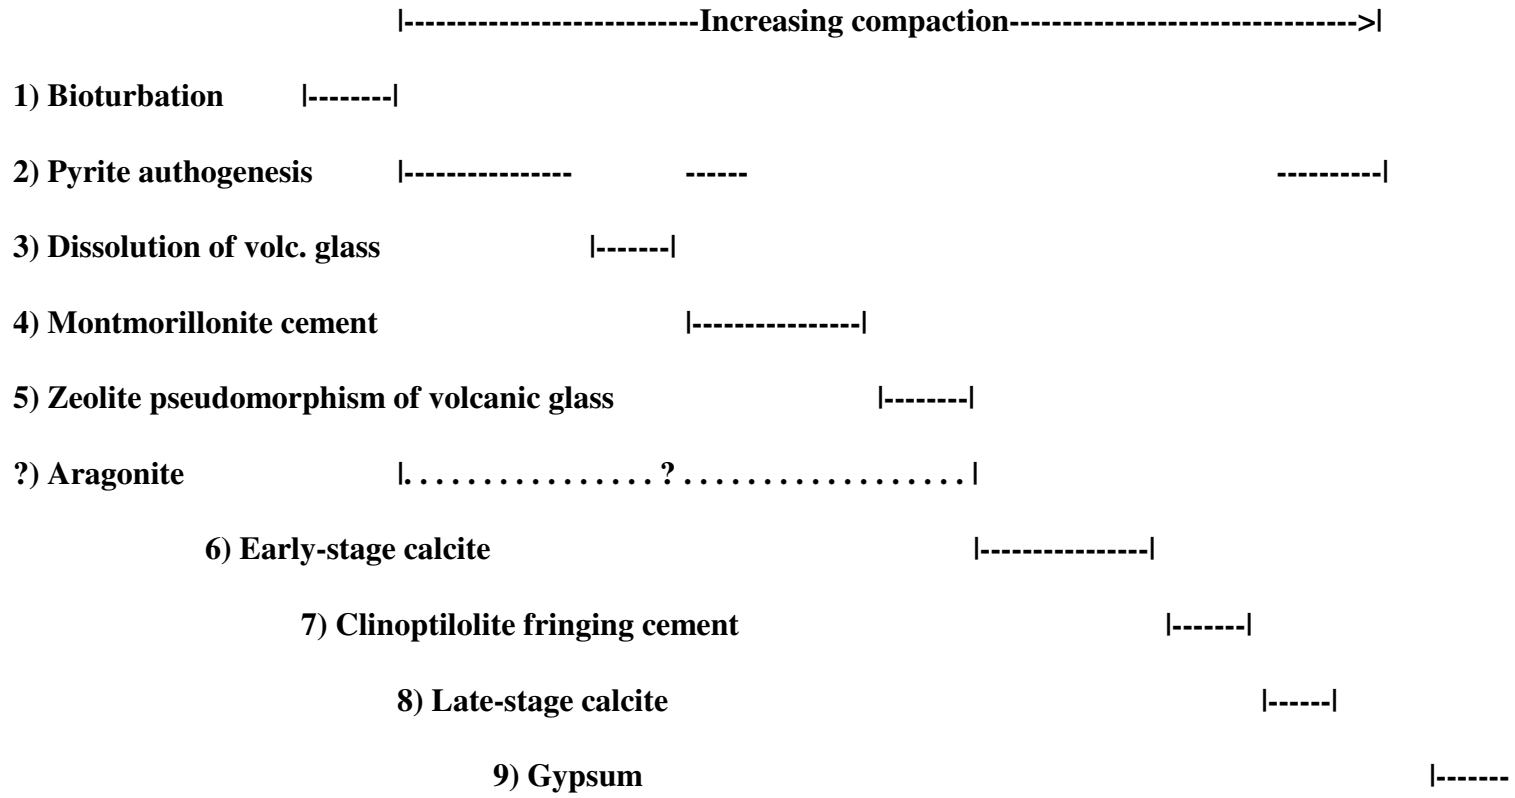 |----------------------------Increasing compaction--------------------------------->|
1) Bioturbation |--------|
2) Pyrite authogenesis |---------------- ------ ----------|
3) Dissolution of volc. glass |-------|
4) Montmorillonite cement |----------------|
5) Zeolite pseudomorphism of volcanic glass |--------|
?) Aragonite |. . . . . . . . . . . . . . . . ? . . . . . . . . . . . . . . . . . . |
6) Early-stage calcite |----------------|
7) Clinoptilolite fringing cement |-------|
8) Late-stage calcite |------|
9) Gypsum |-------